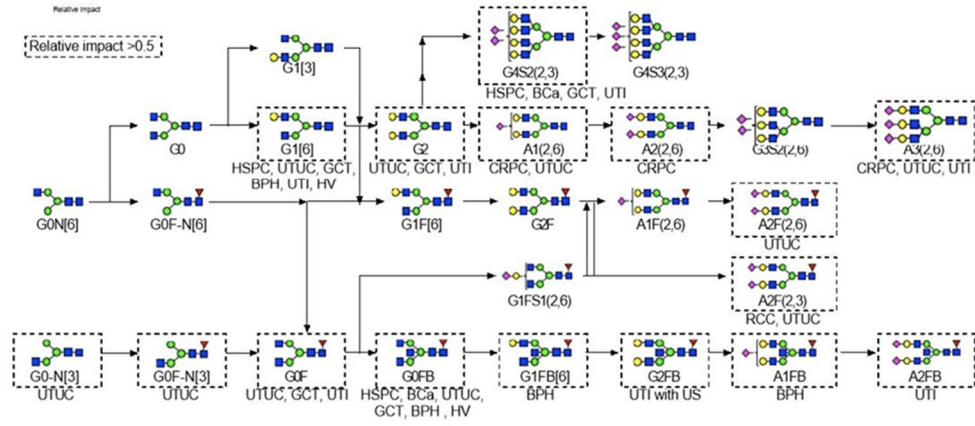 Relative impact
Relative impact >0.5
G1[3]
G4S2(2,3)
HSPC, BCa, GCT, UTI
G4S3(2,3)
G0
G1[6]
HSPC, UTUC, GCT,
BPH, UTI, HV
G2
UTUC, GCT, UTI
A1(2,6)
CRPC, UTUC
A2(2,6)
CRPC
G3S2(2,6)
A3(2,6)
CRPC, UTUC, UTI
G0N[6]
G0F-N[6]
G1F[6]
G2F
A1F(2,6)
A2F(2,6)
UTUC
G1FS1(2,6)
A2F(2,3)
RCC, UTUC
G0-N[3]
UTUC
G0F-N[3]
UTUC
G0F
UTUC, GCT, UTI
G0FB
HSPC, BCa, UTUC,
GCT, BPH , HV
G1FB[6]
BPH
G2FB
UTI with US
A1FB
BPH
A2FB
UTI